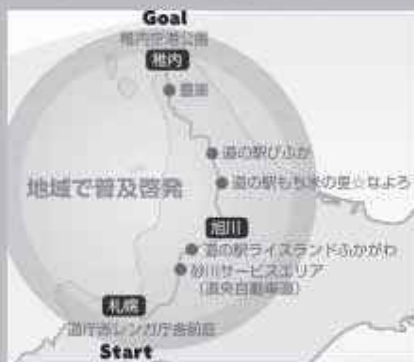 Goal
稚内空港公園
稚内
豊富
道の駅びふか
道の駅もち米の里☆なよろ
地域で普及啓発
旭川
道の駅ライスランドふかがわ
砂川サービスエリア
(道央自動車道)
札幌
道庁赤レンガ庁舎前庭
Start